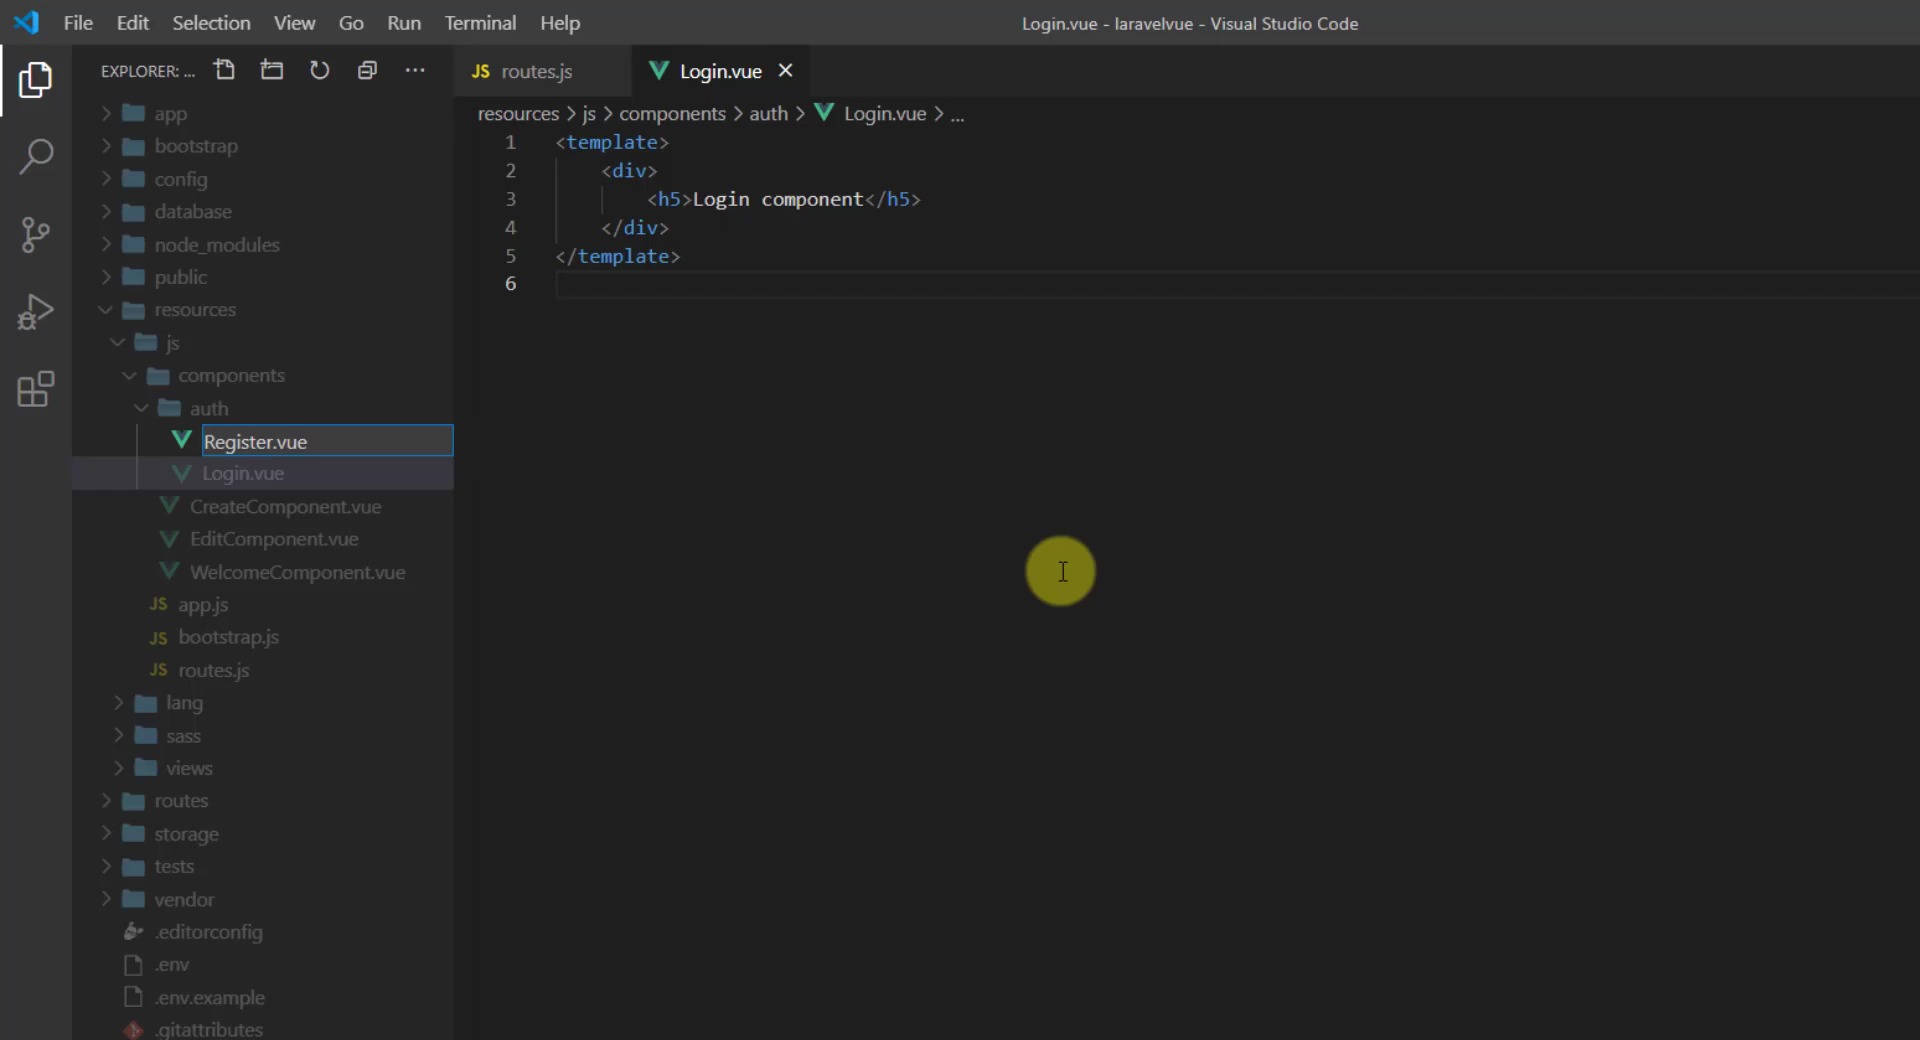 File Edit Selection View Go Run Terminal Help
Login.vue - laravelvue - Visual Studio Code
EXPLORER: ...
JS routes.js
Login.vue
resources > js > components > auth > Login.vue > ...
1 <template>
2 <div>
3 <h5>Login component</h5>
4 </div>
5 </template>
6
app
bootstrap
config
database
node_modules
public
resources
js
components
auth
Register.vue
Login.vue
CreateComponent.vue
EditComponent.vue
WelcomeComponent.vue
JS app.js
JS bootstrap.js
JS routes.js
lang
sass
views
routes
storage
tests
vendor
.editorconfig
.env
.env.example
.gitattributes